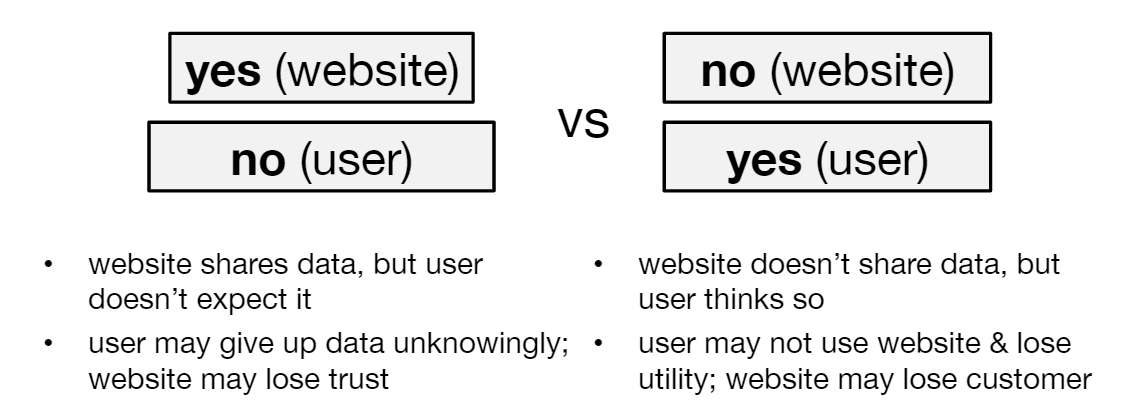 yes (website)
no (user)
vs
no (website)
yes (user)
• website shares data, but user
doesn’t expect it
• user may give up data unknowingly;
website may lose trust
• website doesn’t share data, but
user thinks so
• user may not use website & lose
utility; website may lose customer